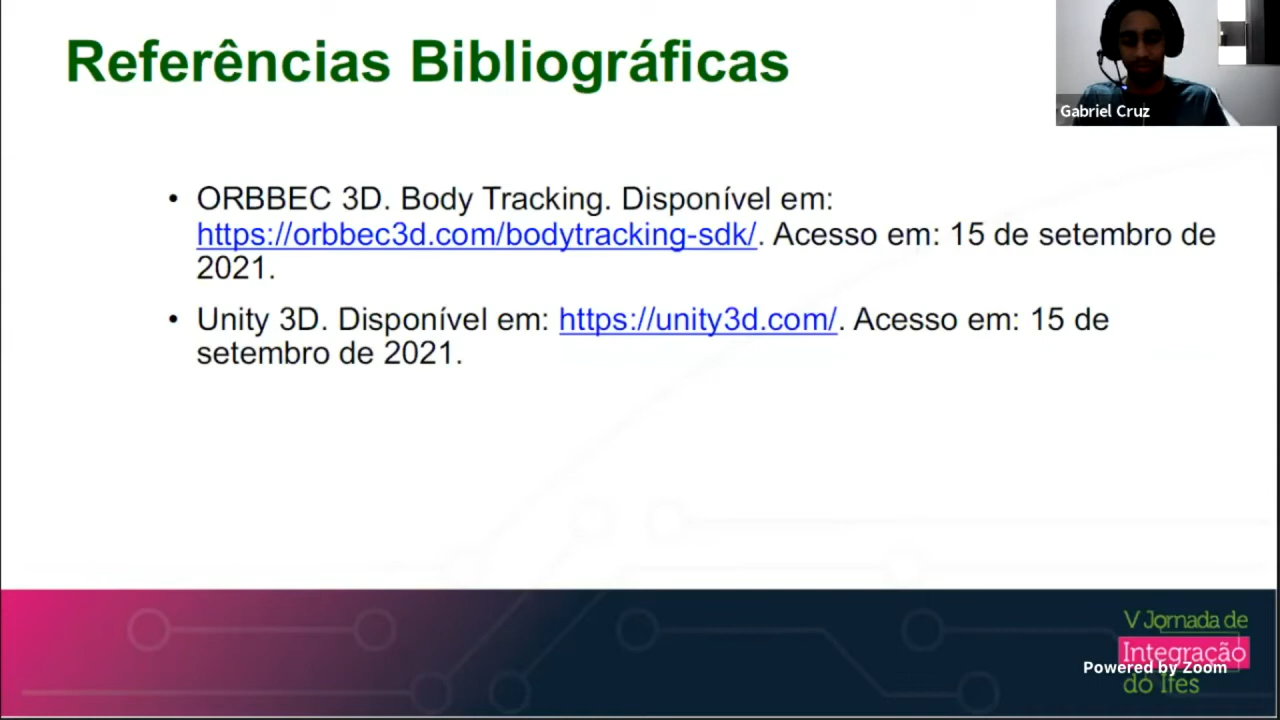 Referências Bibliográficas
Gabriel Cruz
• ORBBEC 3D. Body Tracking. Disponível em:
https://orbbec3d.com/bodytracking-sdk/. Acesso em: 15 de setembro de
2021.
• Unity 3D. Disponível em: https://unity3d.com/. Acesso em: 15 de
setembro de 2021.
V Jornada de
Integração
Powered by Zoom
do Ifes